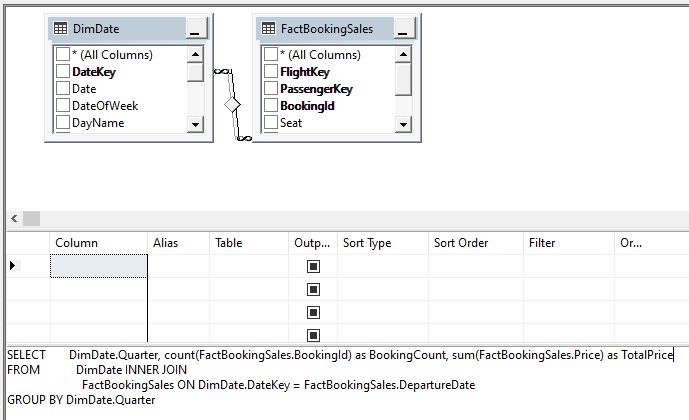 DimDate
* (All Columns)
DateKey
Date
DateOfWeek
DayName
FactBookingSales
* (All Columns)
FlightKey
PassengerKey
BookingId
Seat
Column Alias Table Outp... Sort Type Sort Order Filter Or...
SELECT DimDate.Quarter, count(FactBookingSales.BookingId) as BookingCount, sum(FactBookingSales.Price) as TotalPrice
FROM DimDate INNER JOIN
FactBookingSales ON DimDate.DateKey = FactBookingSales.DepartureDate
GROUP BY DimDate.Quarter